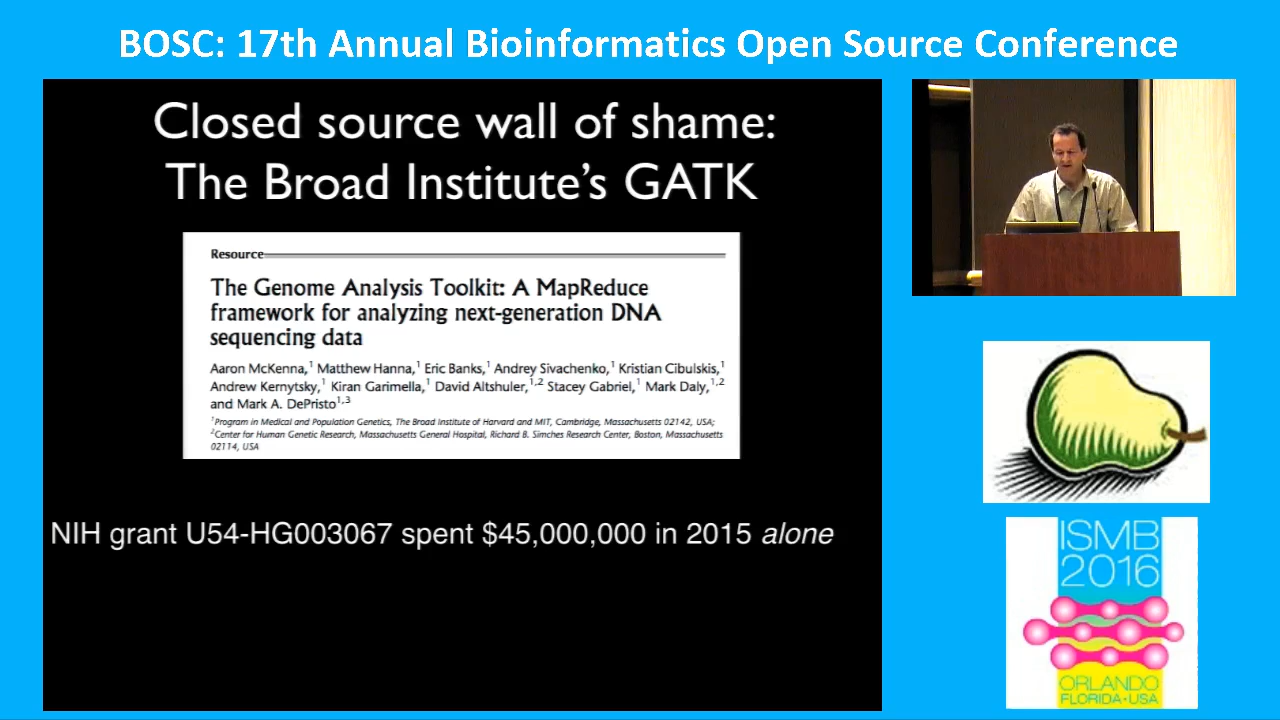 BOSC: 17th Annual Bioinformatics Open Source Conference
Closed source wall of shame:
The Broad Institute's GATK
Resource
The Genome Analysis Toolkit: A MapReduce
framework for analyzing next-generation DNA
sequencing data
Aaron McKenna,1 Matthew Hanna,1 Eric Banks,1 Andrey Sivachenko,1 Kristian Cibulskis,1
Andrew Kernytsky,1 Kiran Garimella,1 David Altshuler,1,2 Stacey Gabriel,1 Mark Daly,1,2
and Mark A. DePristo1,3
1Program in Medical and Population Genetics, The Broad Institute of Harvard and MIT, Cambridge, Massachusetts 02142, USA;
2Center for Human Genetic Research, Massachusetts General Hospital, Richard B. Simches Research Center, Boston, Massachusetts
02114, USA
NIH grant U54-HG003067 spent $45,000,000 in 2015 alone
ISMB
2016
ORLANDO
FLORIDA•USA